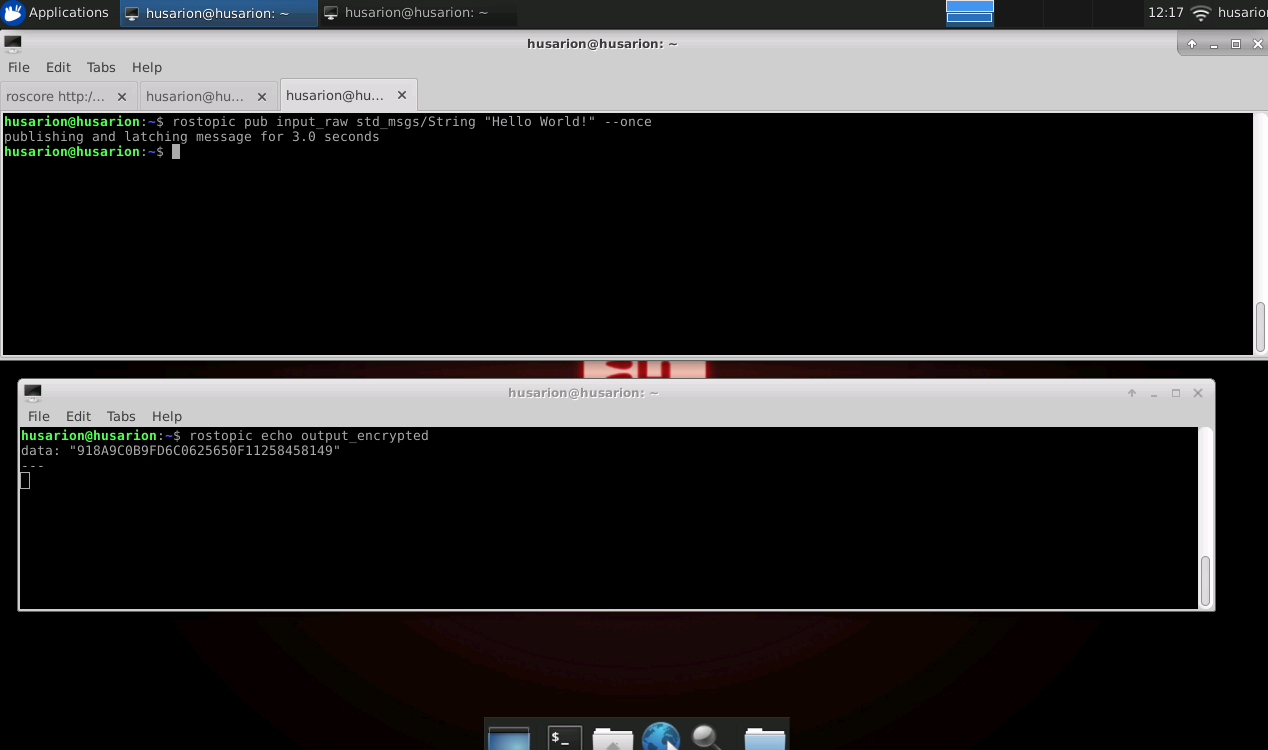 Applications husarion@husarion: ~ husarion@husarion: ~ 12:17 husario
husarion@husarion: ~
File Edit Tabs Help
roscore http:/... husarion@hu... husarion@hu...
husarion@husarion:~$ rostopic pub input_raw std_msgs/String "Hello World!" --once
publishing and latching message for 3.0 seconds
husarion@husarion:~$
husarion@husarion: ~
File Edit Tabs Help
husarion@husarion:~$ rostopic echo output_encrypted
data: "918A9C0B9FD6C0625650F11258458149"
---
$_